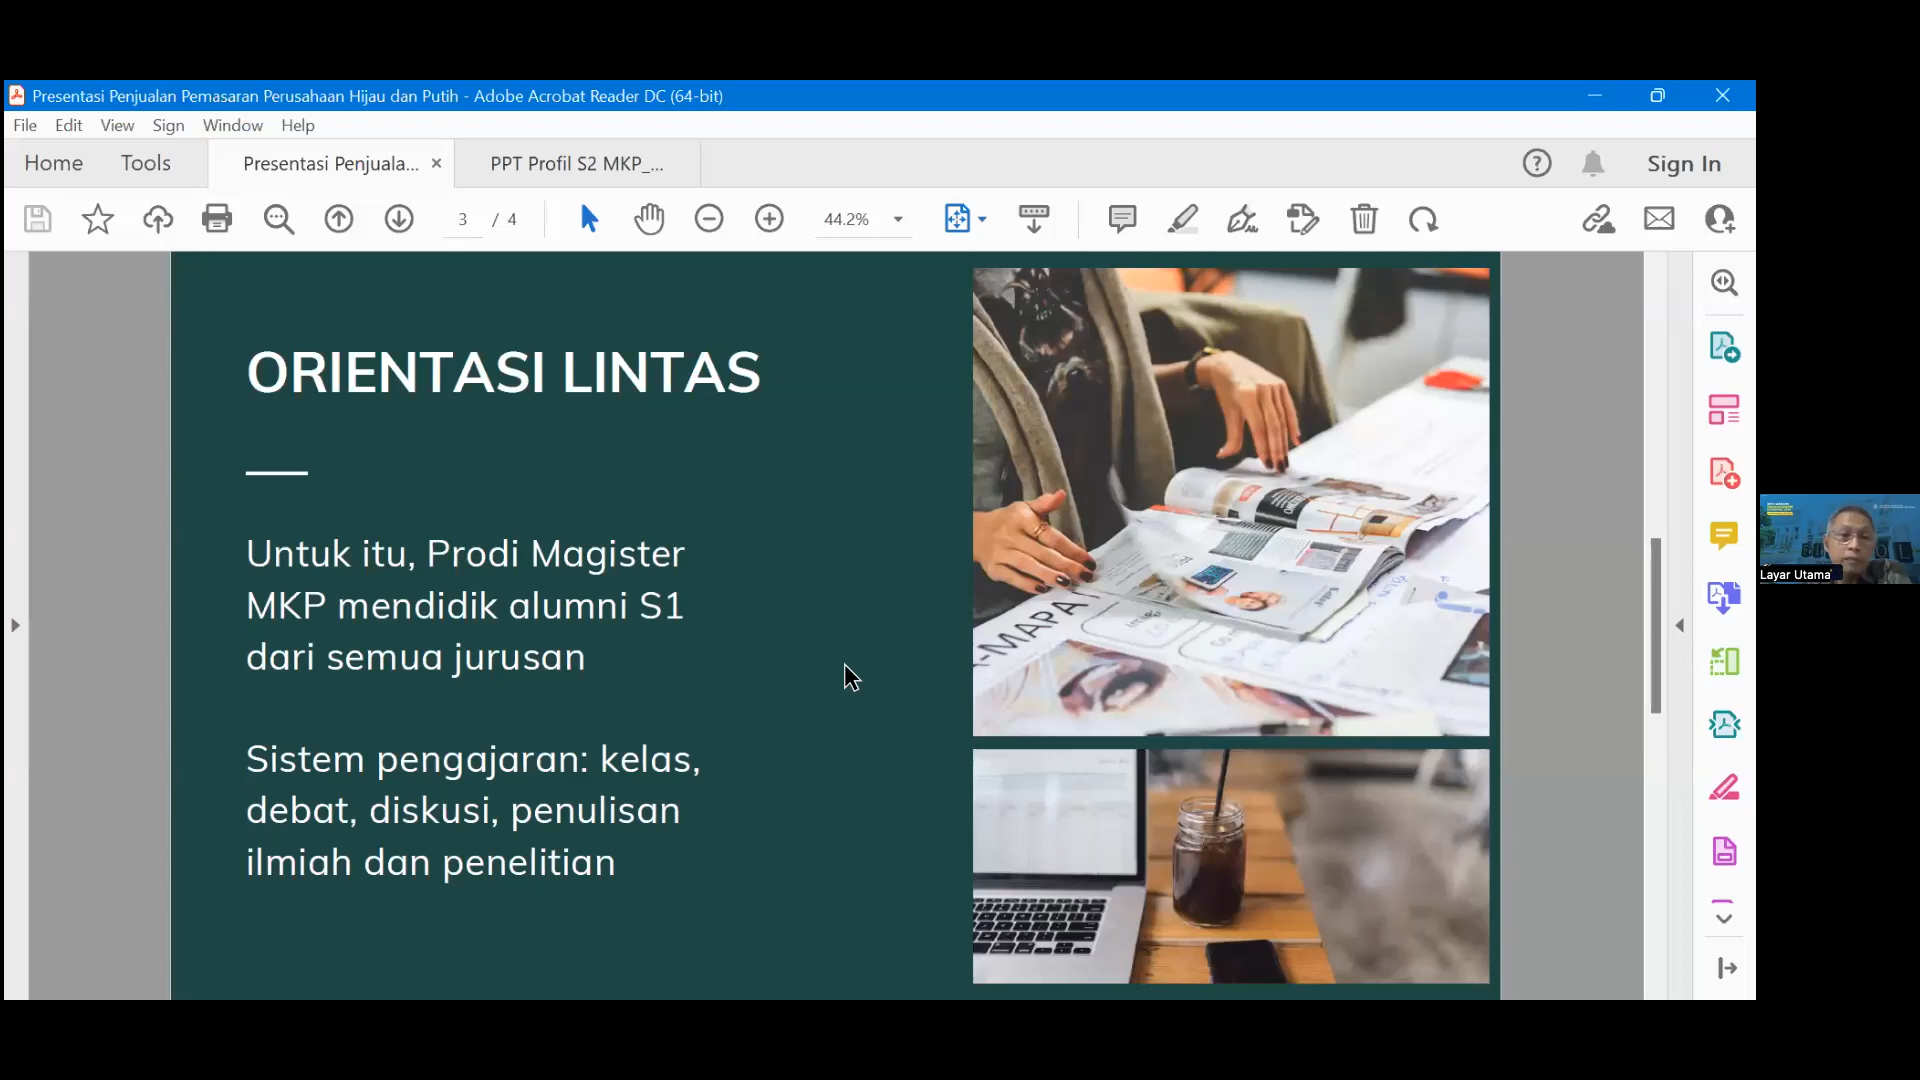 Presentasi Penjualan Pemasaran Perusahaan Hijau dan Putih - Adobe Acrobat Reader DC (64-bit)
File Edit View Sign Window Help
Home Tools Presentasi Penjuala... × PPT Profil S2 MKP_... Sign In
3 / 4 44.2%
ORIENTASI LINTAS
Untuk itu, Prodi Magister
MKP mendidik alumni S1
dari semua jurusan
Sistem pengajaran: kelas,
debat, diskusi, penulisan
ilmiah dan penelitian
-MAPA
Layar Utama